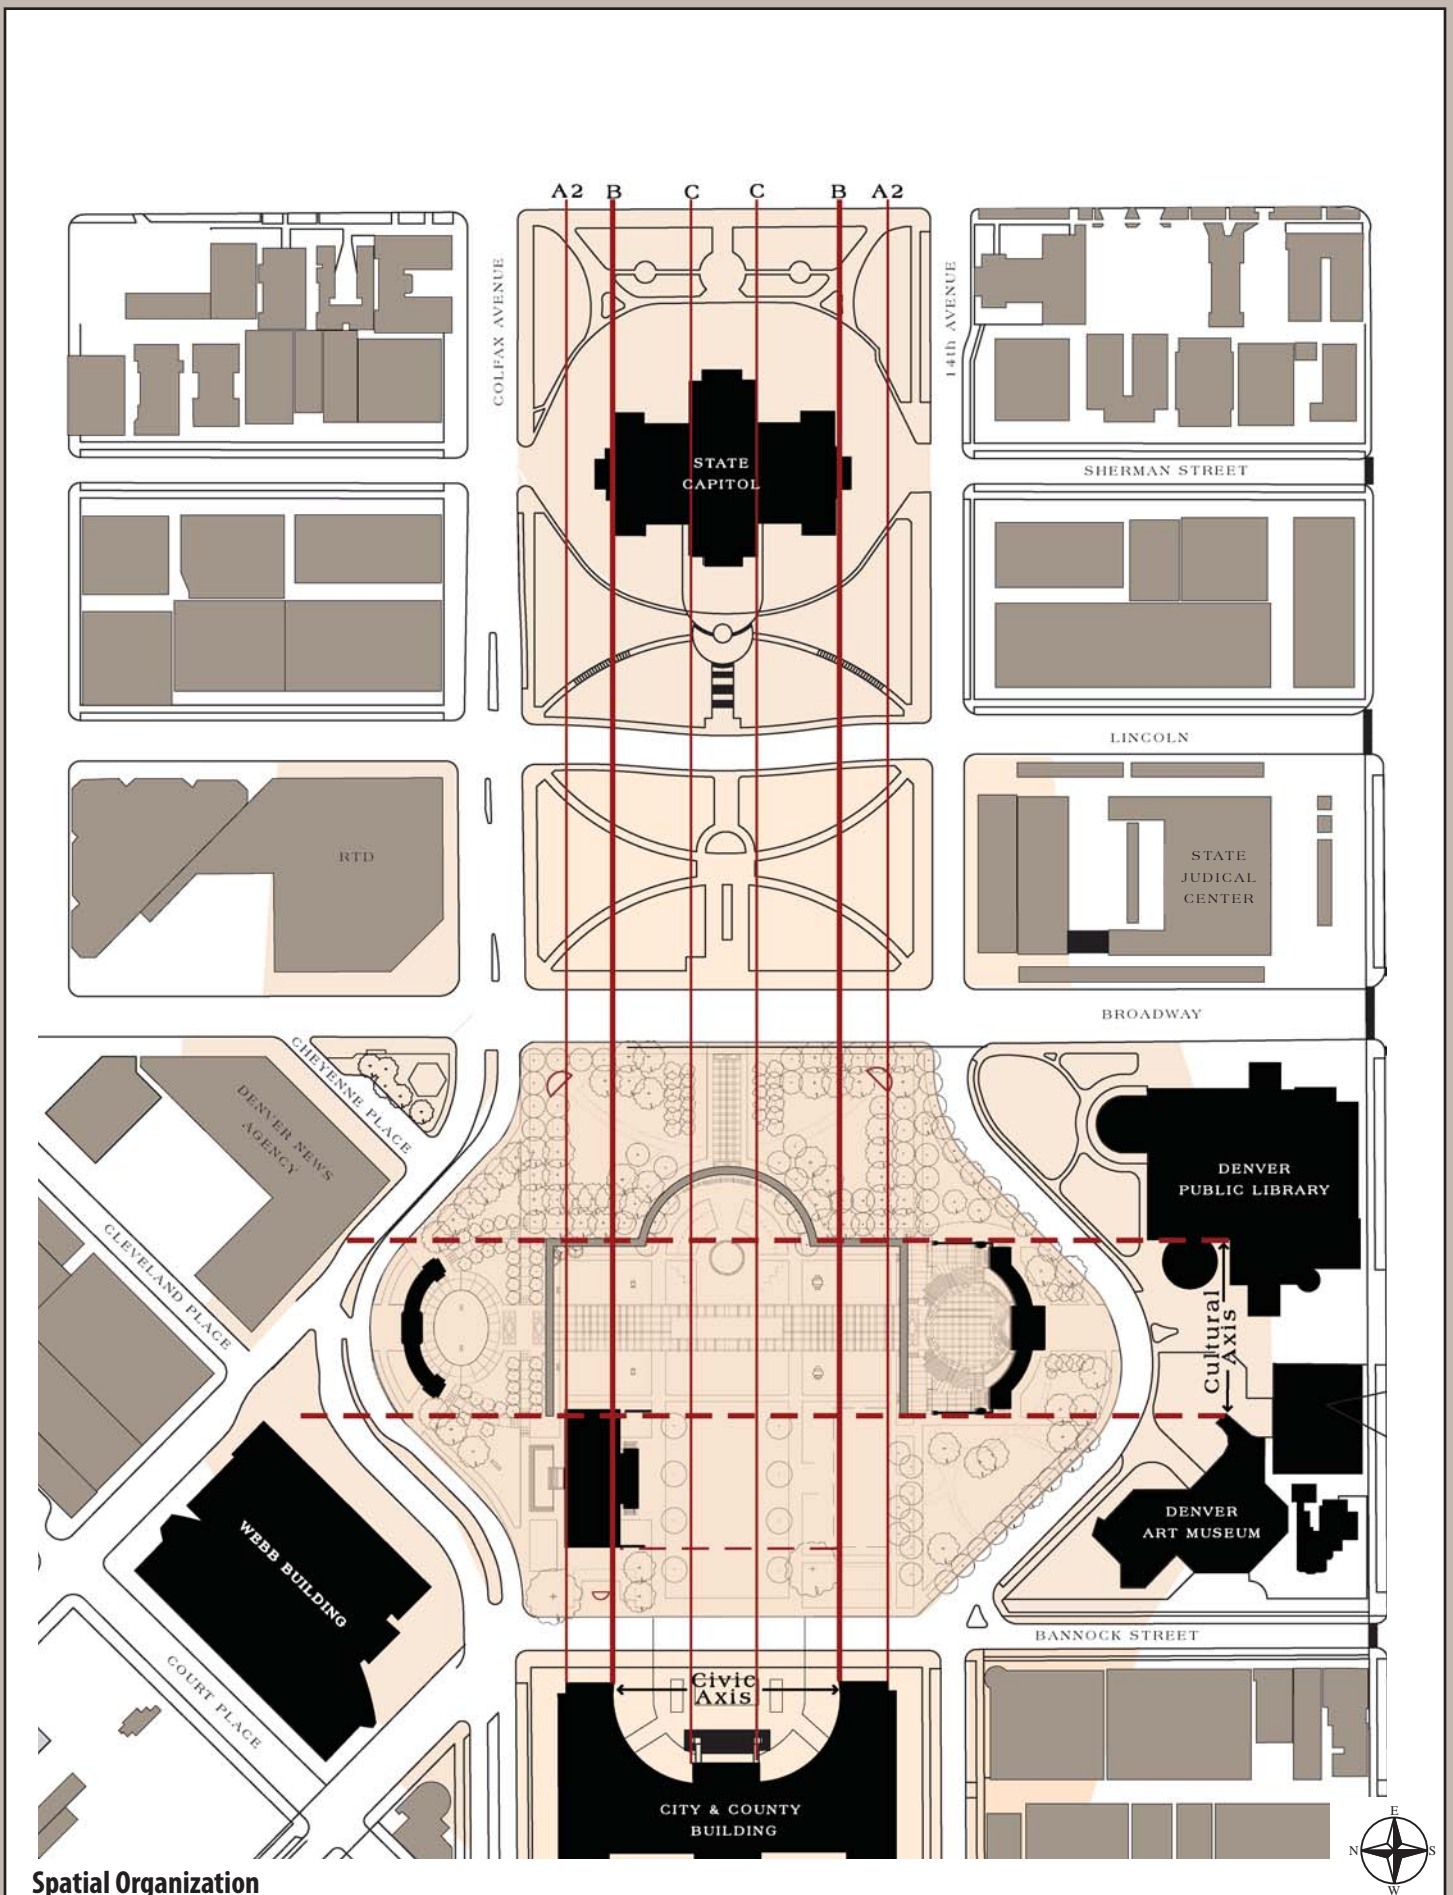 A2 B C C B A2
COLFAX AVENUE
14th AVENUE
STATE
CAPITOL
SHERMAN STREET
LINCOLN
RTD
STATE
JUDICAL
CENTER
BROADWAY
CHEYENNE PLACE
DENVER NEWS
AGENCY
DENVER
PUBLIC LIBRARY
CLEVELAND PLACE
Cultural
Axis
WEBB BUILDING
DENVER
ART MUSEUM
BANNOCK STREET
COURT PLACE
Civic
Axis
CITY & COUNTY
BUILDING
E
N S
W
Spatial Organization